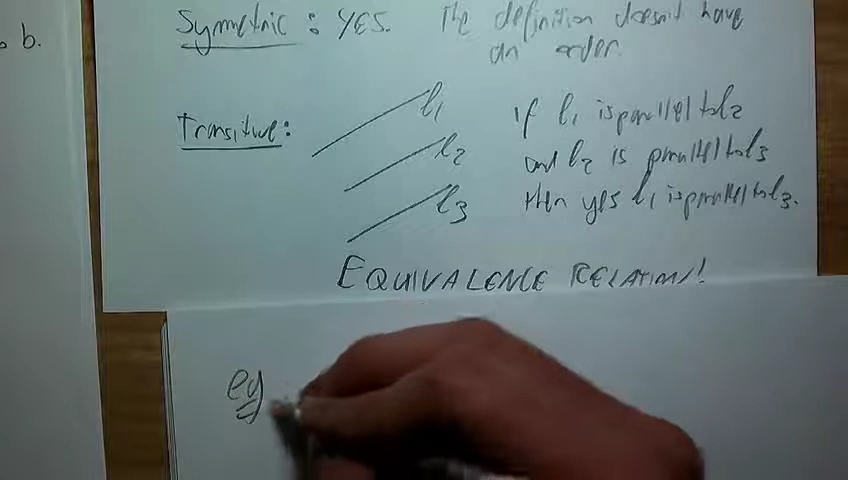 b.
Symmetric: YES. The definition doesn't have
an order.
Transitive:
l1
l2
l3
if l1 is parallel to l2
and l2 is parallel to l3
then yes l1 is parallel to l3.
EQUIVALENCE RELATION!
eg